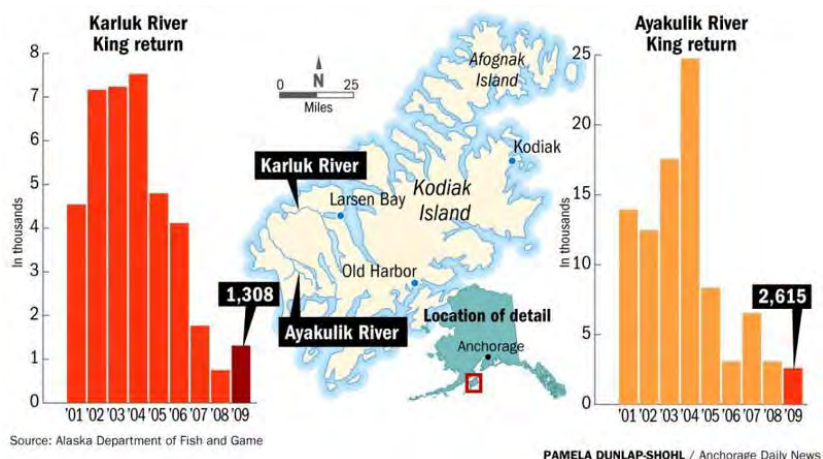 Karluk River
King return
8
7
6
5
4
3
2
1
0
In thousands
1,308
'01 '02 '03 '04 '05 '06 '07 '08 '09
Source: Alaska Department of Fish and Game
N
0 25
Miles
Afognak
Island
Kodiak
Karluk River
Larsen Bay
Kodiak
Island
Old Harbor
Ayakulik River
Location of detail
Anchorage
Ayakulik River
King return
25
20
15
10
5
0
In thousands
2,615
'01 '02 '03 '04 '05 '06 '07 '08 '09
PAMELA DUNLAP-SHOHL / Anchorage Daily News